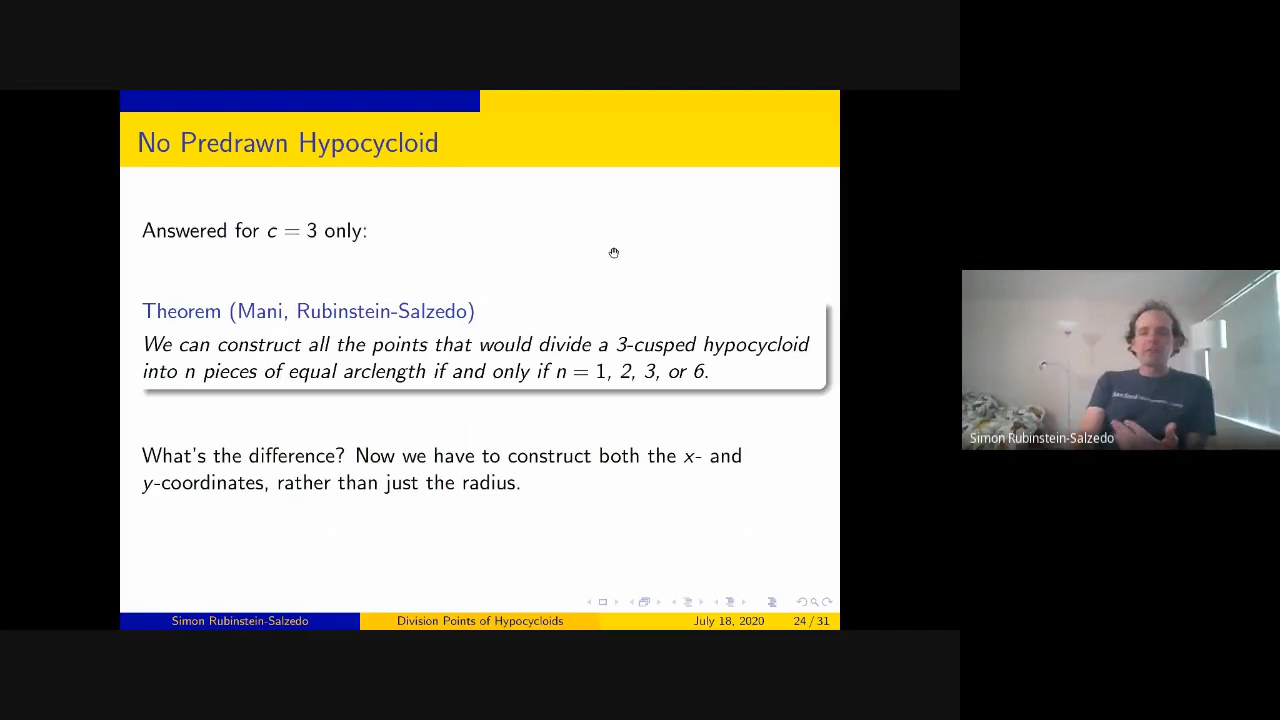 No Predrawn Hypocycloid
Answered for c = 3 only:
Theorem (Mani, Rubinstein-Salzedo)
We can construct all the points that would divide a 3-cusped hypocycloid
into n pieces of equal arclength if and only if n = 1, 2, 3, or 6.
What's the difference? Now we have to construct both the x- and
y-coordinates, rather than just the radius.
Simon Rubinstein-Salzedo
Division Points of Hypocycloids
July 18, 2020
24 / 31
Simon Rubinstein-Salzedo